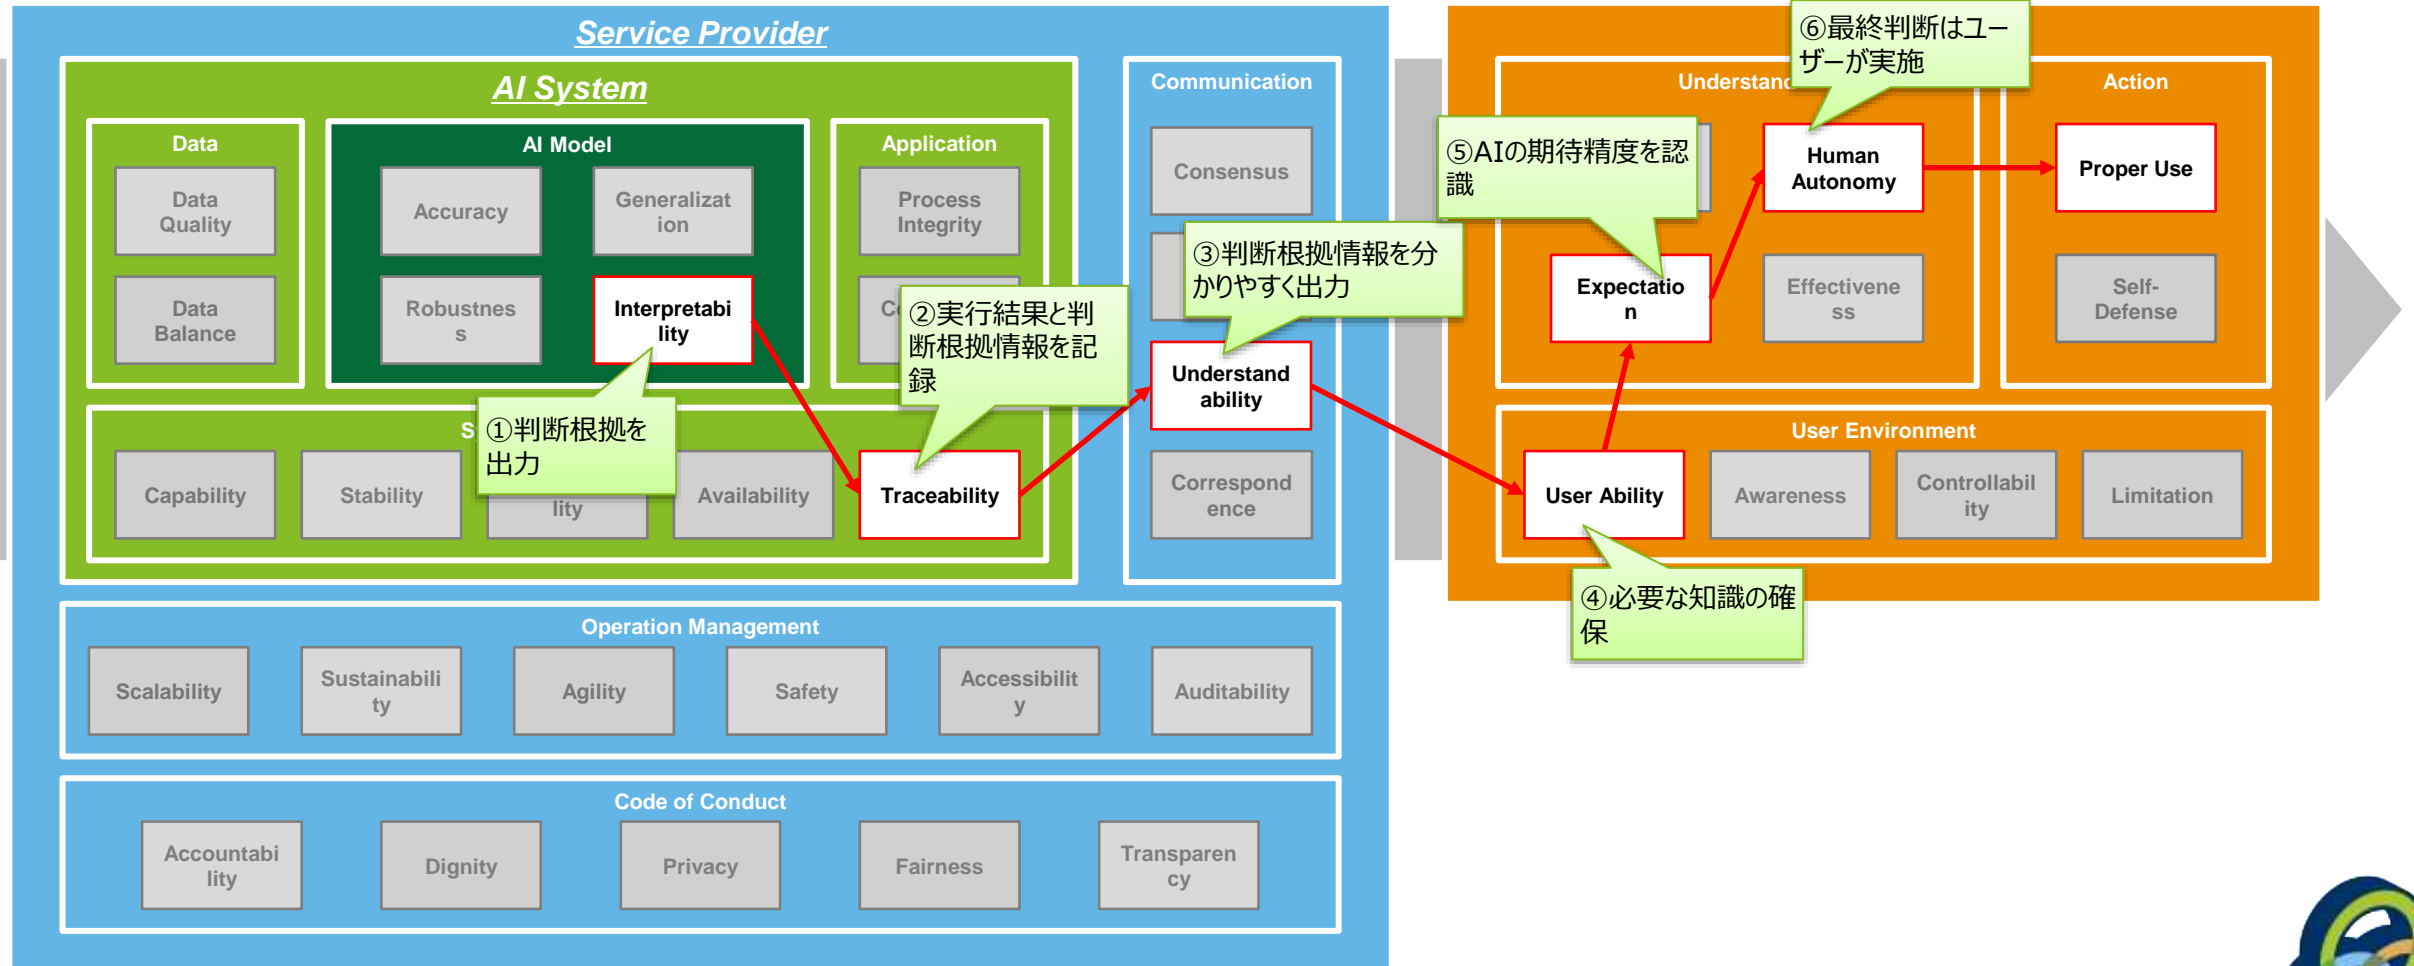 Service Provider
AI System
Data
Data
Quality
Data
Balance
AI Model
Accuracy
Generalizat
ion
Robustnes
s
Interpretabi
lity
Application
Process
Integrity
①判断根拠を
出力
②実行結果と判
断根拠情報を記
録
Capability
Stability
lity
Availability
Traceability
Communication
Consensus
③判断根拠情報を分
かりやすく出力
Understand
ability
Correspond
ence
Operation Management
Scalability
Sustainabili
ty
Agility
Safety
Accessibilit
y
Auditability
Code of Conduct
Accountabi
lity
Dignity
Privacy
Fairness
Transparen
cy
⑥最終判断はユー
ザーが実施
Understand
⑤AIの期待精度を認
識
Human
Autonomy
Expectatio
n
Effectivene
ss
Action
Proper Use
Self-
Defense
User Environment
User Ability
Awareness
Controllabil
ity
Limitation
④必要な知識の確
保